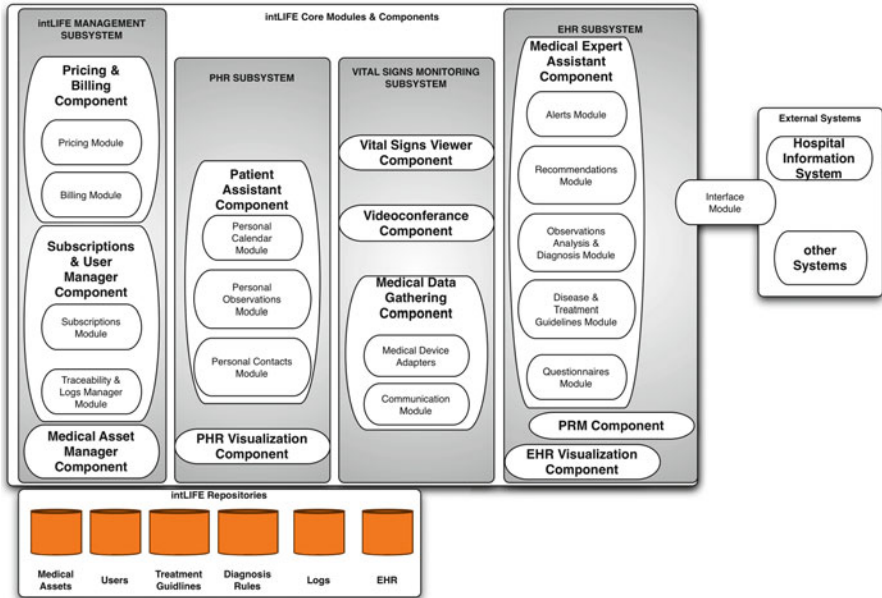 intLIFE Core Modules & Components
intLIFE MANAGEMENT
SUBSYSTEM
Pricing &
Billing
Component
Pricing Module
Billing Module
Subscriptions
& User
Manager
Component
Subscriptions
Module
Traceability &
Logs Manager
Module
Medical Asset
Manager
Component
PHR SUBSYSTEM
Patient
Assistant
Component
Personal
Calendar
Module
Personal
Observations
Module
Personal Contacts
Module
PHR Visualization
Component
VITAL SIGNS MONITORING
SUBSYSTEM
Vital Signs Viewer
Component
Videoconferance
Component
Medical Data
Gathering
Component
Medical Device
Adapters
Communication
Module
EHR SUBSYSTEM
Medical Expert
Assistant
Component
Alerts Module
Recommendations
Module
Observations
Analysis &
Diagnosis Module
Disease &
Treatment
Guidelines Module
Questionnaires
Module
PRM Component
EHR Visualization
Component
Interface
Module
External Systems
Hospital
Information
System
other
Systems
intLIFE Repositories
Medical
Assets
Users
Treatment
Guidlines
Diagnosis
Rules
Logs
EHR